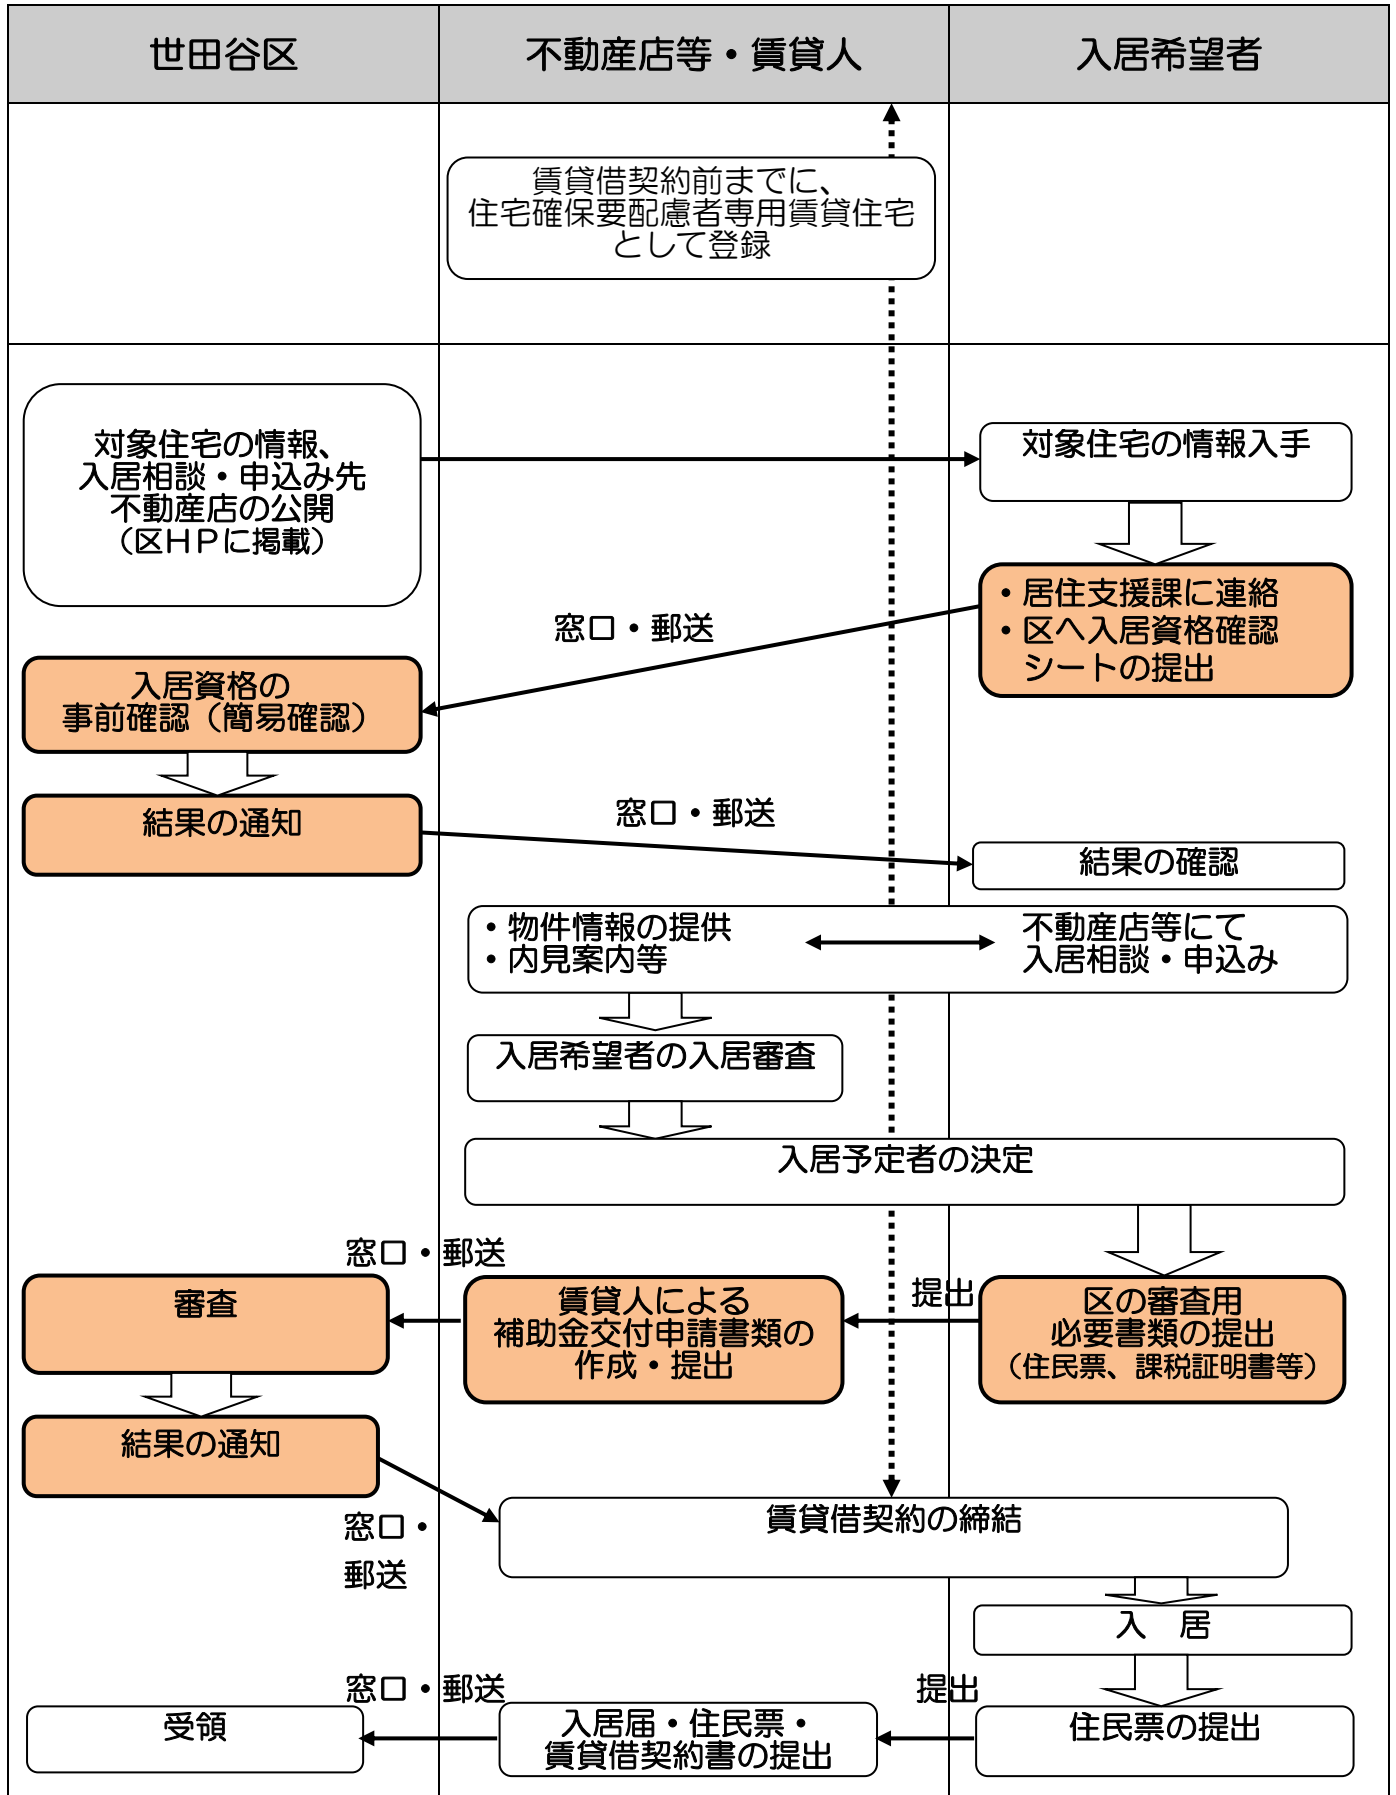 世田谷区
不動産店等・賃貸人
入居希望者
賃貸借契約前までに、
住宅確保要配慮者専用賃貸住宅
として登録
対象住宅の情報、
入居相談・申込み先
不動産店の公開
（区ＨＰに掲載）
対象住宅の情報入手
・居住支援課に連絡
・区へ入居資格確認
シートの提出
窓口・郵送
入居資格の
事前確認（簡易確認）
結果の通知
窓口・郵送
結果の確認
・物件情報の提供
・内見案内等
不動産店等にて
入居相談・申込み
入居希望者の入居審査
入居予定者の決定
区の審査用
必要書類の提出
（住民票、課税証明書等）
提出
賃貸人による
補助金交付申請書類の
作成・提出
窓口・郵送
審査
結果の通知
窓口・
郵送
賃貸借契約の締結
入　居
住民票の提出
提出
入居届・住民票・
賃貸借契約書の提出
窓口・郵送
受領